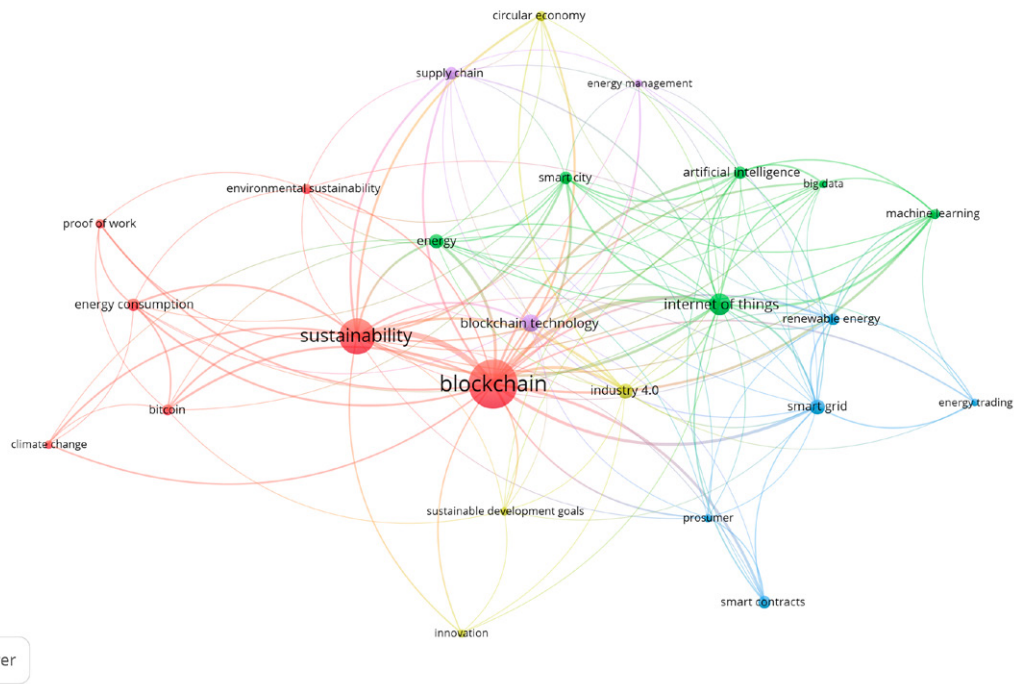 circular economy
supply chain
energy management
artificial intelligence
smart city
big data
environmental sustainability
machine learning
proof of work
energy
energy consumption
internet of things
renewable energy
blockchain technology
sustainability
blockchain
industry 4.0
energy trading
smart grid
bitcoin
climate change
sustainable development goals
prosumer
smart contracts
innovation
er